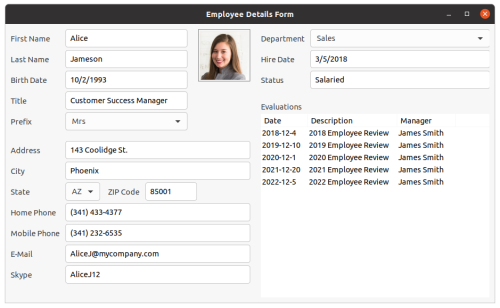 Employee Details Form
First Name Alice
Last Name Jameson
Birth Date 10/2/1993
Title Customer Success Manager
Prefix Mrs
Address 143 Coolidge St.
City Phoenix
State AZ ZIP Code 85001
Home Phone (341) 433-4377
Mobile Phone (341) 232-6535
E-Mail AliceJ@mycompany.com
Skype AliceJ12
Department Sales
Hire Date 3/5/2018
Status Salaried
Evaluations
Date Description Manager
2018-12-4 2018 Employee Review James Smith
2019-12-10 2019 Employee Review James Smith
2020-12-1 2020 Employee Review James Smith
2021-12-20 2021 Employee Review James Smith
2022-12-5 2022 Employee Review James Smith